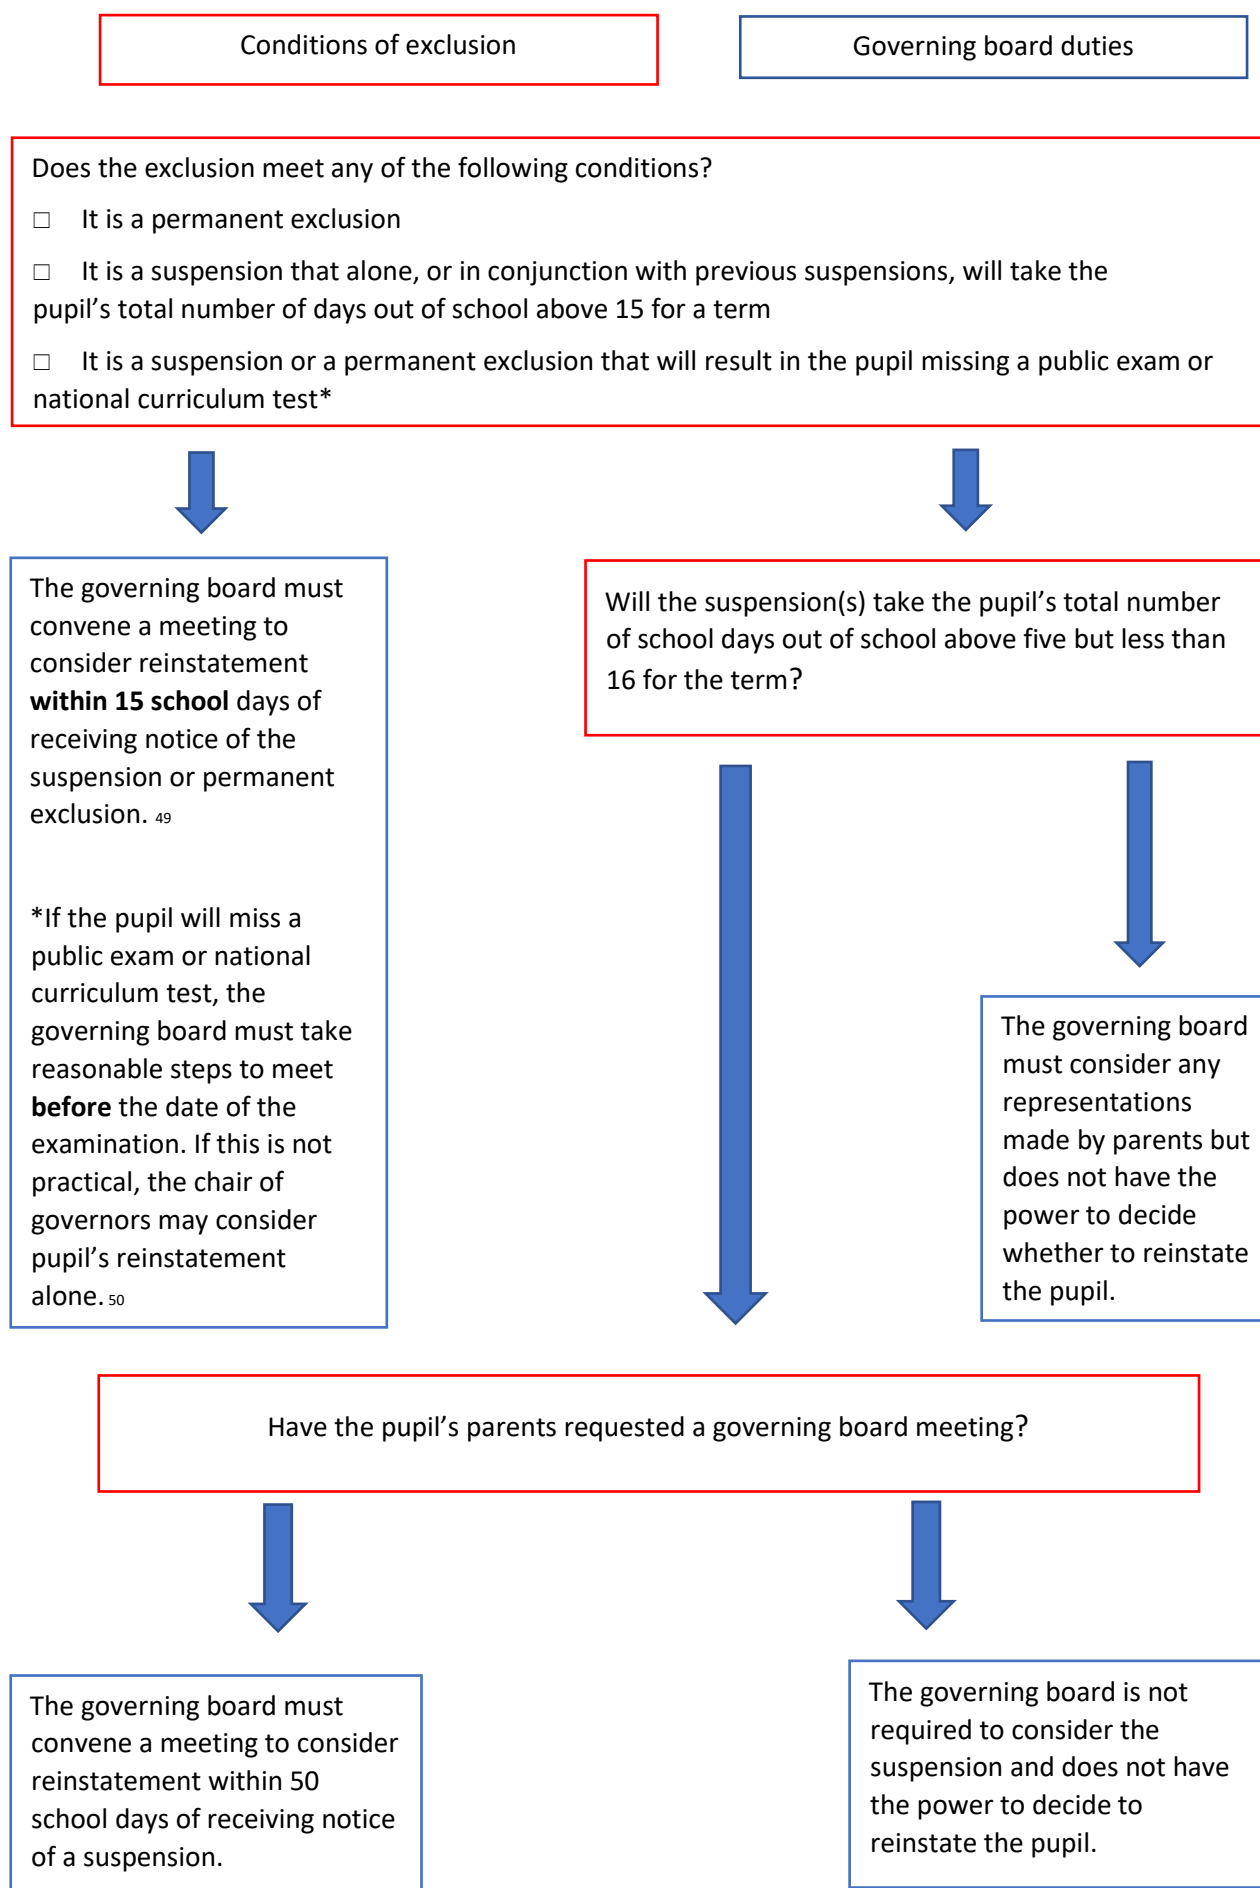 Conditions of exclusion
Governing board duties
Does the exclusion meet any of the following conditions?
□ It is a permanent exclusion
□ It is a suspension that alone, or in conjunction with previous suspensions, will take the
pupil’s total number of days out of school above 15 for a term
□ It is a suspension or a permanent exclusion that will result in the pupil missing a public exam or
national curriculum test*
The governing board must
convene a meeting to
consider reinstatement
within 15 school days of
receiving notice of the
suspension or permanent
exclusion. 49
*If the pupil will miss a
public exam or national
curriculum test, the
governing board must take
reasonable steps to meet
before the date of the
examination. If this is not
practical, the chair of
governors may consider
pupil’s reinstatement
alone. 50
Will the suspension(s) take the pupil’s total number
of school days out of school above five but less than
16 for the term?
The governing board
must consider any
representations
made by parents but
does not have the
power to decide
whether to reinstate
the pupil.
Have the pupil’s parents requested a governing board meeting?
The governing board must
convene a meeting to consider
reinstatement within 50
school days of receiving notice
of a suspension.
The governing board is not
required to consider the
suspension and does not have
the power to decide to
reinstate the pupil.